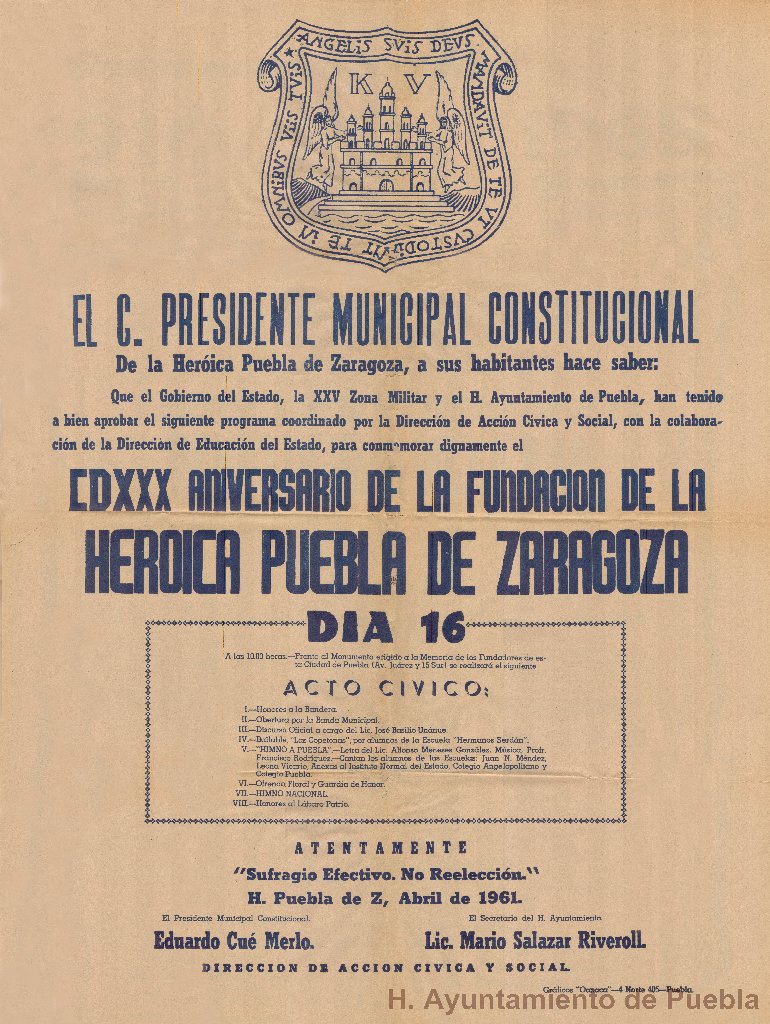 ANGELIS SVIS DEVS MANDAVIT DE TE VT CVSTODIANT TE IN OMNIBVS VIIS TVIS
K V
EL C. PRESIDENTE MUNICIPAL CONSTITUCIONAL
De la Heróica Puebla de Zaragoza, a sus habitantes hace saber:
Que el Gobierno del Estado, la XXV Zona Militar y el H. Ayuntamiento de Puebla, han tenido
a bien aprobar el siguiente programa coordinado por la Dirección de Acción Cívica y Social, con la colabora-
ción de la Dirección de Educación del Estado, para conmemorar dignamente el
CDXXX ANIVERSARIO DE LA FUNDACION DE LA
HEROICA PUEBLA DE ZARAGOZA
DIA 16
A las 10.00 horas.—Frente al Monumento erigido a la Memoria de los Fundadores de es-
ta Ciudad de Puebla (Av. Juárez y 15 Sur) se realizará el siguiente
ACTO CIVICO:
I.—Honores a la Bandera.
II.—Obertura por la Banda Municipal.
III.—Discurso Oficial a cargo del Lic. José Basilio Unánue.
IV.—Bailable, "Las Copetonas", por alumnos de la Escuela "Hermanos Serdán".
V.—"HIMNO A PUEBLA".—Letra del Lic. Alfonso Meneses González. Música, Profr.
Francisco Rodríguez.—Cantan los alumnos de las Escuelas: Juan N. Méndez,
Leona Vicario, Anexas al Instituto Normal del Estado, Colegio Angelopolitano y
Colegio Puebla.
VI.—Ofrenda Floral y Guardia de Honor.
VII.—HIMNO NACIONAL.
VIII.—Honores al Lábaro Patrio.
ATENTAMENTE
"Sufragio Efectivo. No Reelección."
H. Puebla de Z, Abril de 1961.
El Presidente Municipal Constitucional.
El Secretario del H. Ayuntamiento.
Eduardo Cué Merlo.
Lic. Mario Salazar Riveroll.
DIRECCION DE ACCION CIVICA Y SOCIAL.
Gráficos "Oaxaca"—4 Norte 405—Puebla.
H. Ayuntamiento de Puebla